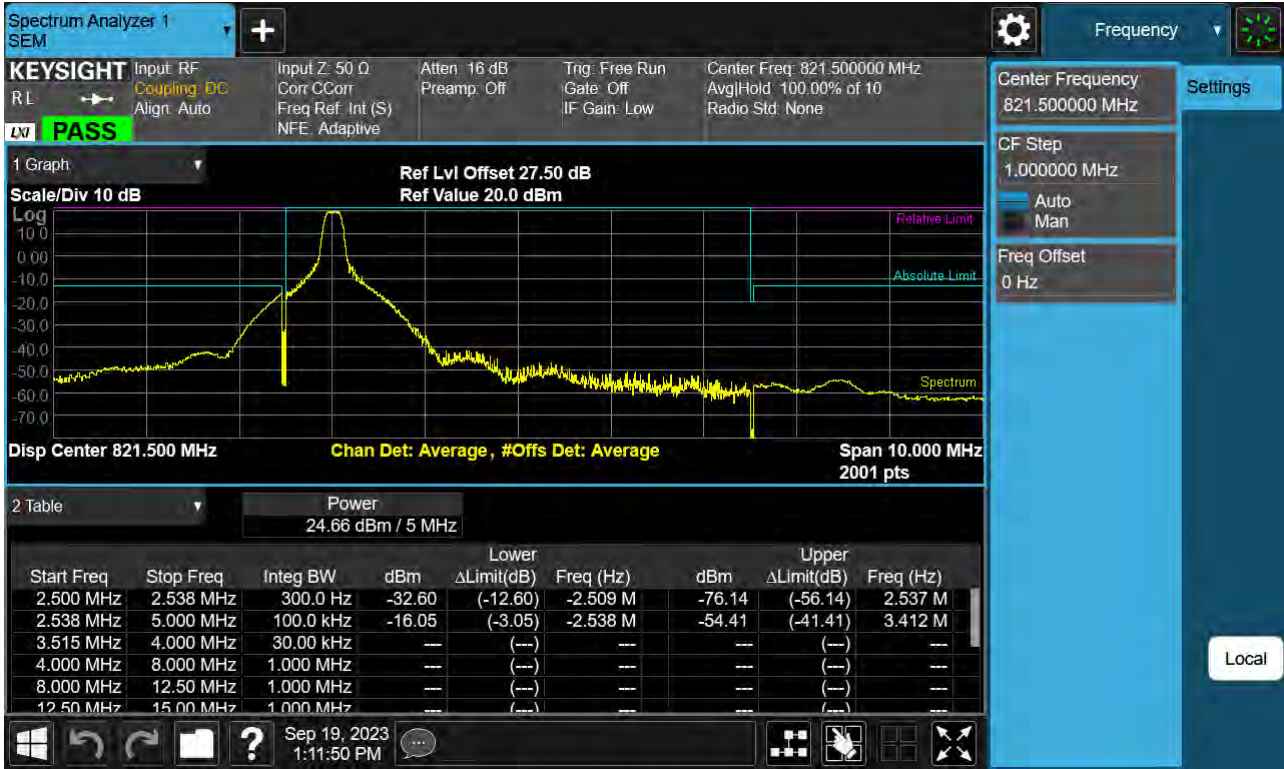 Spectrum Analyzer 1
SEM
Frequency
KEYSIGHT
R L
LXI
PASS
Input: RF
Coupling: DC
Align: Auto
Input Z: 50 Ω
Corr CCorr
Freq Ref: Int (S)
NFE: Adaptive
Atten: 16 dB
Preamp: Off
Trig: Free Run
Gate: Off
IF Gain: Low
Center Freq: 821.500000 MHz
Avg|Hold: 100.00% of 10
Radio Std: None
Center Frequency
821.500000 MHz
Settings
CF Step
1.000000 MHz
Auto
Man
Freq Offset
0 Hz
Local
1 Graph
Scale/Div 10 dB
Ref Lvl Offset 27.50 dB
Ref Value 20.0 dBm
Log
10.0
0.00
-10.0
-20.0
-30.0
-40.0
-50.0
-60.0
-70.0
Relative Limit
Absolute Limit
Spectrum
Disp Center 821.500 MHz
Chan Det: Average, #Offs Det: Average
Span 10.000 MHz
2001 pts
2 Table
Power
24.66 dBm / 5 MHz
Lower Upper
Start Freq Stop Freq Integ BW dBm ΔLimit(dB) Freq (Hz) dBm ΔLimit(dB) Freq (Hz)
2.500 MHz 2.538 MHz 300.0 Hz -32.60 (-12.60) -2.509 M -76.14 (-56.14) 2.537 M
2.538 MHz 5.000 MHz 100.0 kHz -16.05 (-3.05) -2.538 M -54.41 (-41.41) 3.412 M
3.515 MHz 4.000 MHz 30.00 kHz --- (---) --- --- (---) ---
4.000 MHz 8.000 MHz 1.000 MHz --- (---) --- --- (---) ---
8.000 MHz 12.50 MHz 1.000 MHz --- (---) --- --- (---) ---
12.50 MHz 15.00 MHz 1.000 MHz --- (---) --- --- (---) ---
Sep 19, 2023
1:11:50 PM